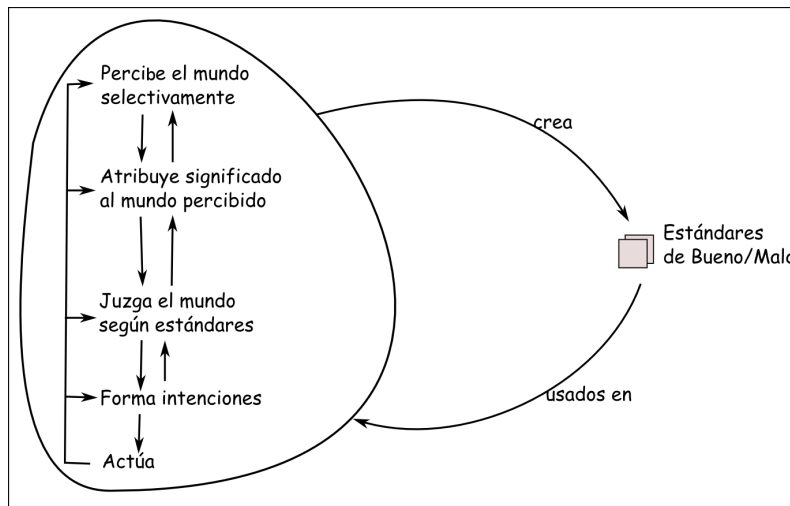 Percibe el mundo
selectivamente
crea
Atribuye significado
al mundo percibido
Estándares
de Bueno/Malo
Juzga el mundo
según estándares
Forma intenciones
usados en
Actúa